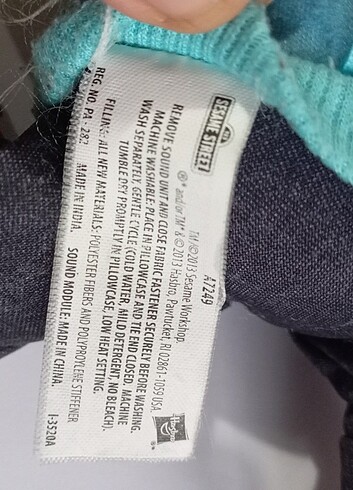 SESAME STREET
A7249
TM/©2013 Sesame Workshop.
®* and/or TM* & © 2013 Hasbro, Pawtucket, RI 02861-1059 USA.
REMOVE SOUND UNIT AND CLOSE FABRIC FASTENER SECURELY BEFORE WASHING.
MACHINE WASHABLE: PLACE IN PILLOWCASE AND TIE END CLOSED. MACHINE
WASH SEPARATELY, GENTLE CYCLE (COLD WATER, MILD DETERGENT, NO BLEACH).
TUMBLE DRY PROMPTLY IN PILLOWCASE, LOW HEAT SETTING.
FILLING: ALL NEW MATERIALS: POLYESTER FIBERS AND POLYPROPYLENE STIFFENER
REG. NO. PA 282 MADE IN INDIA. SOUND MODULE: MADE IN CHINA.
I-3520A
Hasbro